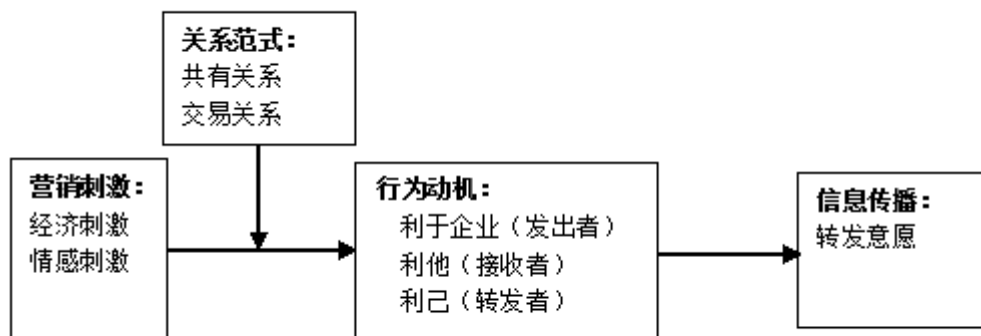 关系范式：
共有关系
交易关系
营销刺激：
经济刺激
情感刺激
行为动机：
利于企业（发出者）
利他（接收者）
利己（转发者）
信息传播：
转发意愿